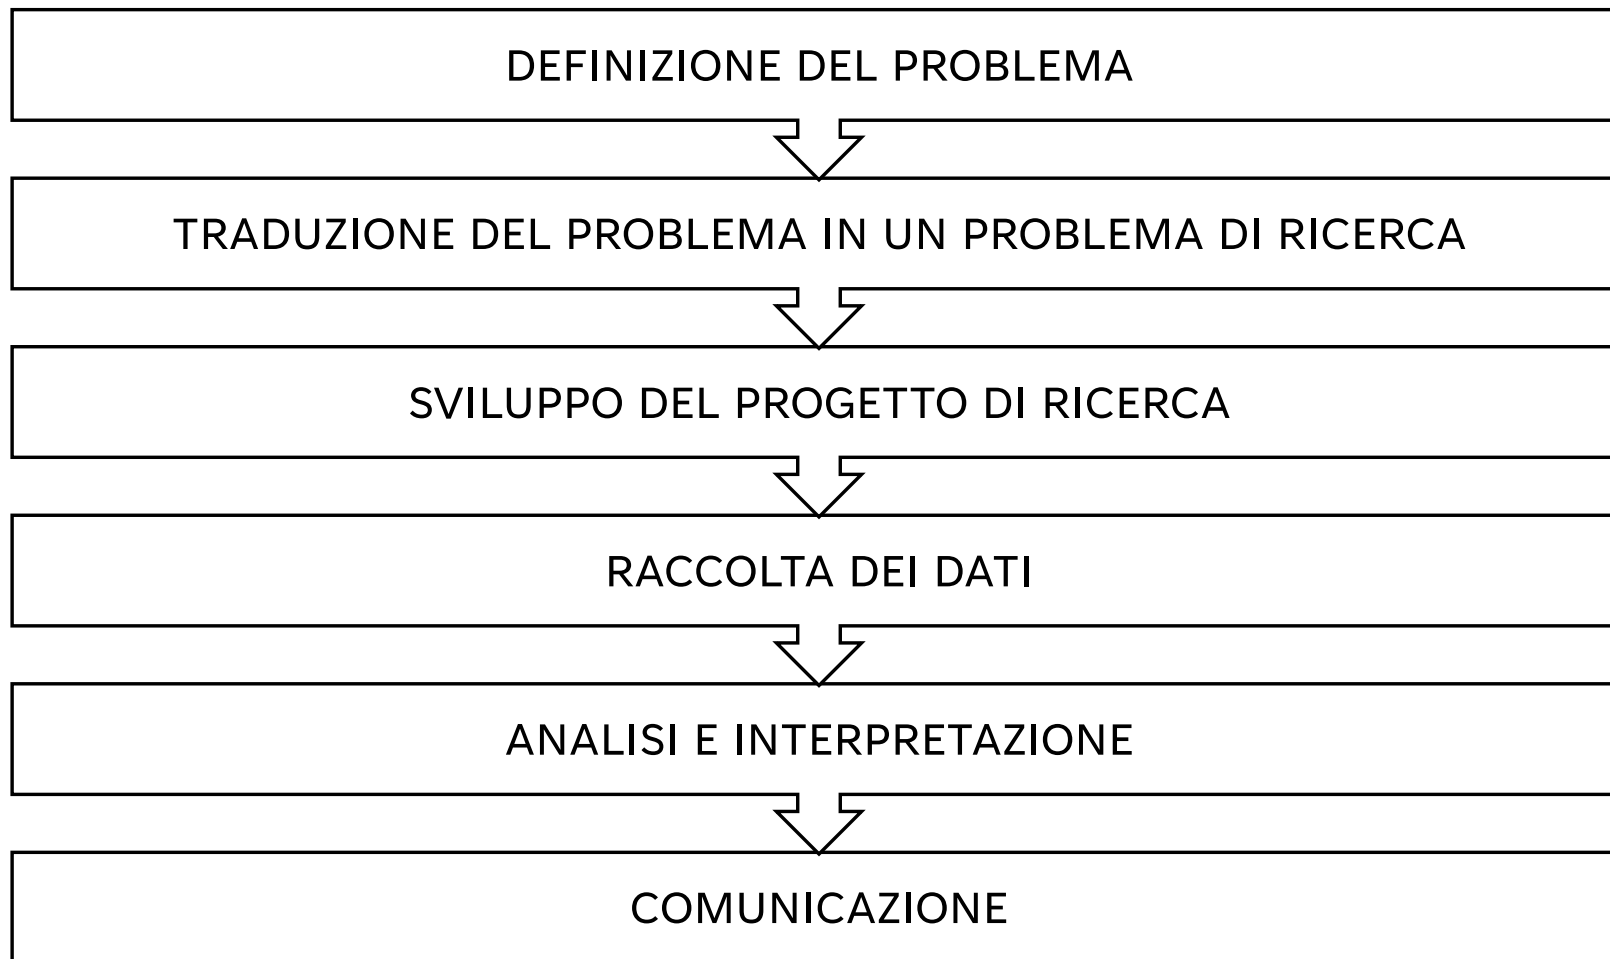 DEFINIZIONE DEL PROBLEMA
TRADUZIONE DEL PROBLEMA IN UN PROBLEMA DI RICERCA
SVILUPPO DEL PROGETTO DI RICERCA
RACCOLTA DEI DATI
ANALISI E INTERPRETAZIONE
COMUNICAZIONE